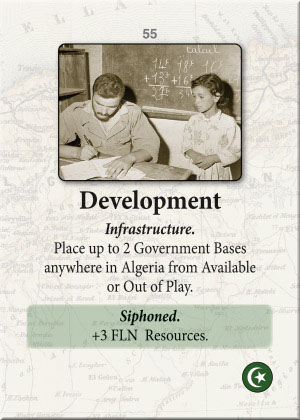 55
Calcul
Development
Infrastructure.
Place up to 2 Government Bases
anywhere in Algeria from Available
or Out of Play.
Siphoned.
+3 FLN Resources.